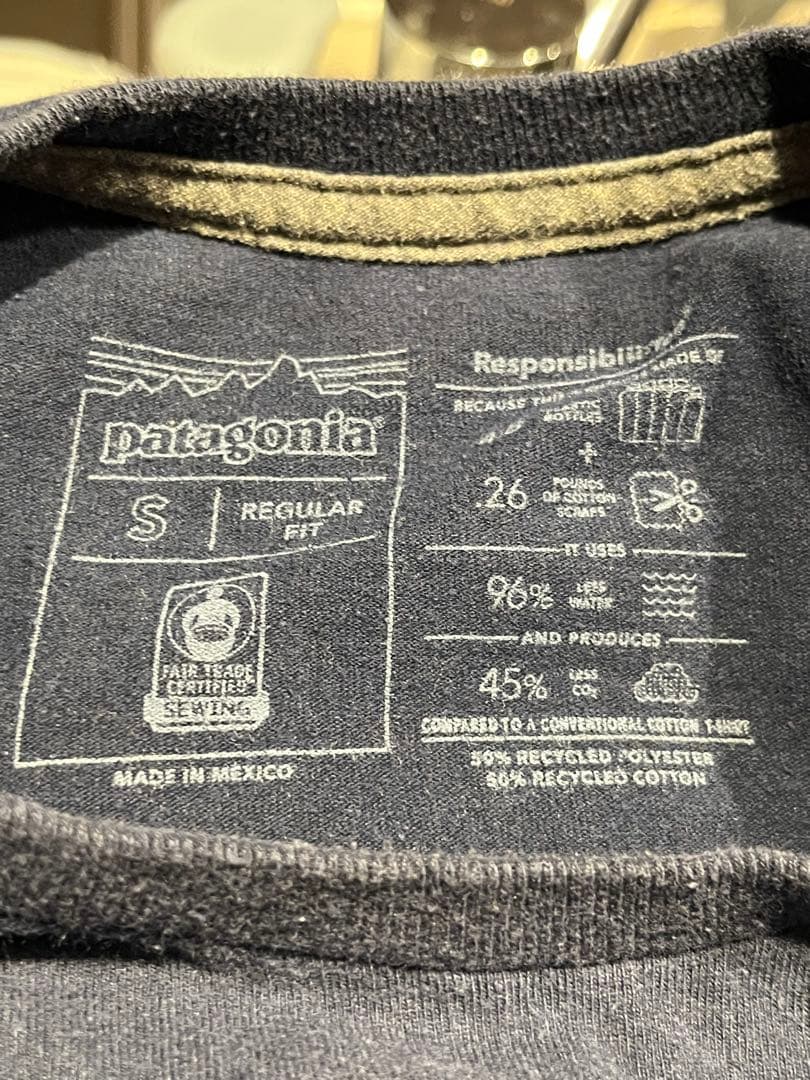 patagonia®
S
REGULAR
FIT
FAIR TRADE
CERTIFIED
SEWING
MADE IN MEXICO
MADE OF
BECAUSE
BOTTLES
+
.26 POUNDS
OF COTTON
SCRAPS
IT USES
96% LESS
WATER
AND PRODUCES
45% LESS
CO₂
COMPARED TO A CONVENTIONAL COTTON T-SHIRT
50% RECYCLED POLYESTER
50% RECYCLED COTTON